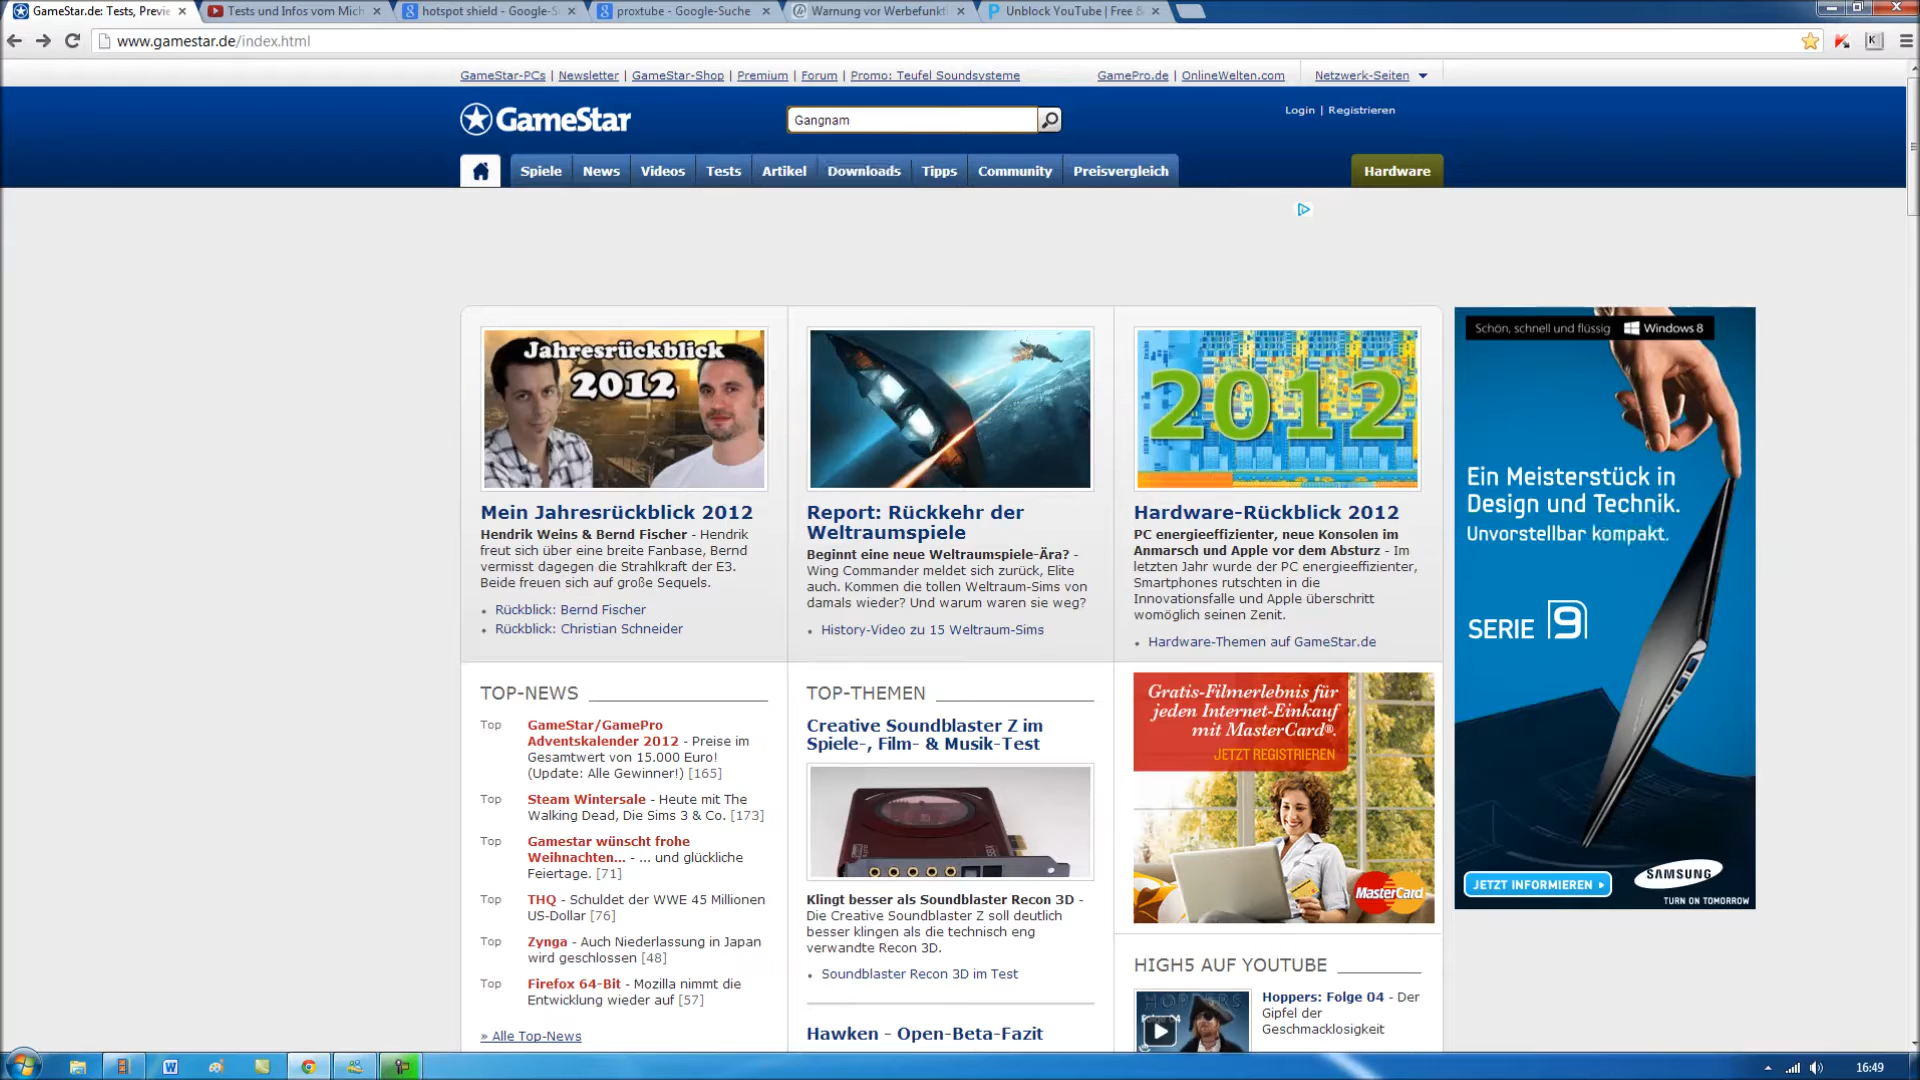 GameStar.de: Tests, Previe
Tests und Infos vom Mich
hotspot shield - Google-S
proxtube - Google-Suche
Warnung vor Werbefunkti
Unblock YouTube | Free &
www.gamestar.de/index.html
GameStar-PCs | Newsletter | GameStar-Shop | Premium | Forum | Promo: Teufel Soundsysteme
GamePro.de | OnlineWelten.com
Netzwerk-Seiten
GameStar
Gangnam
Login | Registrieren
Spiele
News
Videos
Tests
Artikel
Downloads
Tipps
Community
Preisvergleich
Hardware
Jahresrückblick
2012
Mein Jahresrückblick 2012
Hendrik Weins & Bernd Fischer - Hendrik
freut sich über eine breite Fanbase, Bernd
vermisst dagegen die Strahlkraft der E3.
Beide freuen sich auf große Sequels.
Rückblick: Bernd Fischer
Rückblick: Christian Schneider
Report: Rückkehr der
Weltraumspiele
Beginnt eine neue Weltraumspiele-Ära? -
Wing Commander meldet sich zurück, Elite
auch. Kommen die tollen Weltraum-Sims von
damals wieder? Und warum waren sie weg?
History-Video zu 15 Weltraum-Sims
2012
Hardware-Rückblick 2012
PC energieeffizienter, neue Konsolen im
Anmarsch und Apple vor dem Absturz - Im
letzten Jahr wurde der PC energieeffizienter,
Smartphones rutschten in die
Innovationsfalle und Apple überschritt
womöglich seinen Zenit.
Hardware-Themen auf GameStar.de
Schön, schnell und flüssig
Windows 8
Ein Meisterstück in
Design und Technik.
Unvorstellbar kompakt.
SERIE 9
JETZT INFORMIEREN
SAMSUNG
TURN ON TOMORROW
TOP-NEWS
Top
GameStar/GamePro
Adventskalender 2012 - Preise im
Gesamtwert von 15.000 Euro!
(Update: Alle Gewinner!) [165]
Top
Steam Wintersale - Heute mit The
Walking Dead, Die Sims 3 & Co. [173]
Top
Gamestar wünscht frohe
Weihnachten... - ... und glückliche
Feiertage. [71]
Top
THQ - Schuldet der WWE 45 Millionen
US-Dollar [76]
Top
Zynga - Auch Niederlassung in Japan
wird geschlossen [48]
Top
Firefox 64-Bit - Mozilla nimmt die
Entwicklung wieder auf [57]
» Alle Top-News
TOP-THEMEN
Creative Soundblaster Z im
Spiele-, Film- & Musik-Test
Klingt besser als Soundblaster Recon 3D -
Die Creative Soundblaster Z soll deutlich
besser klingen als die technisch eng
verwandte Recon 3D.
Soundblaster Recon 3D im Test
Hawken - Open-Beta-Fazit
Gratis-Filmerlebnis für
jeden Internet-Einkauf
mit MasterCard®.
JETZT REGISTRIEREN
MasterCard
HIGH5 AUF YOUTUBE
HOPPERS
Hoppers: Folge 04 - Der
Gipfel der
Geschmacklosigkeit
16:49